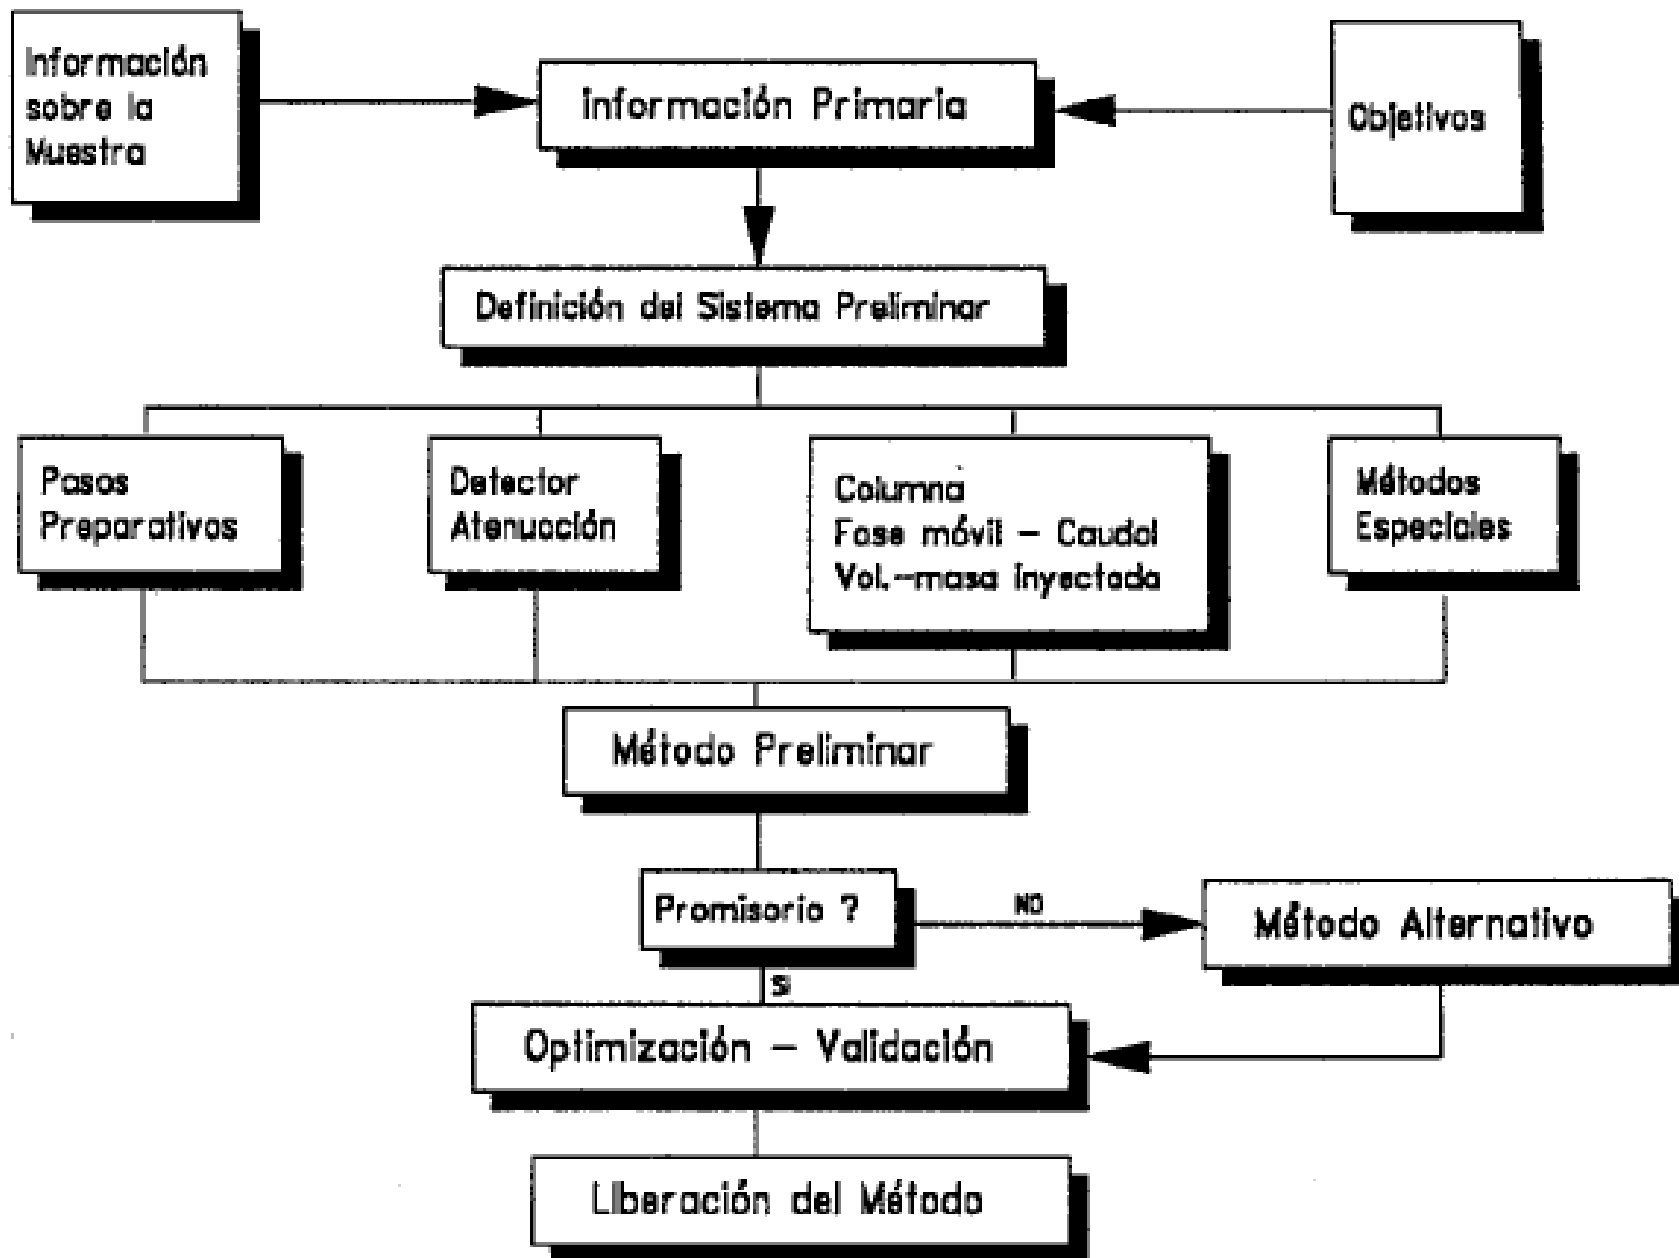 Información
sobre la
Muestra
Información Primaria
Objetivos
Definición del Sistema Preliminar
Pasos
Preparativos
Detector
Atenuación
Columna
Fase móvil – Caudal
Vol.–masa inyectada
Métodos
Especiales
Método Preliminar
Promisorio ?
NO
Método Alternativo
SI
Optimización – Validación
Liberación del Método